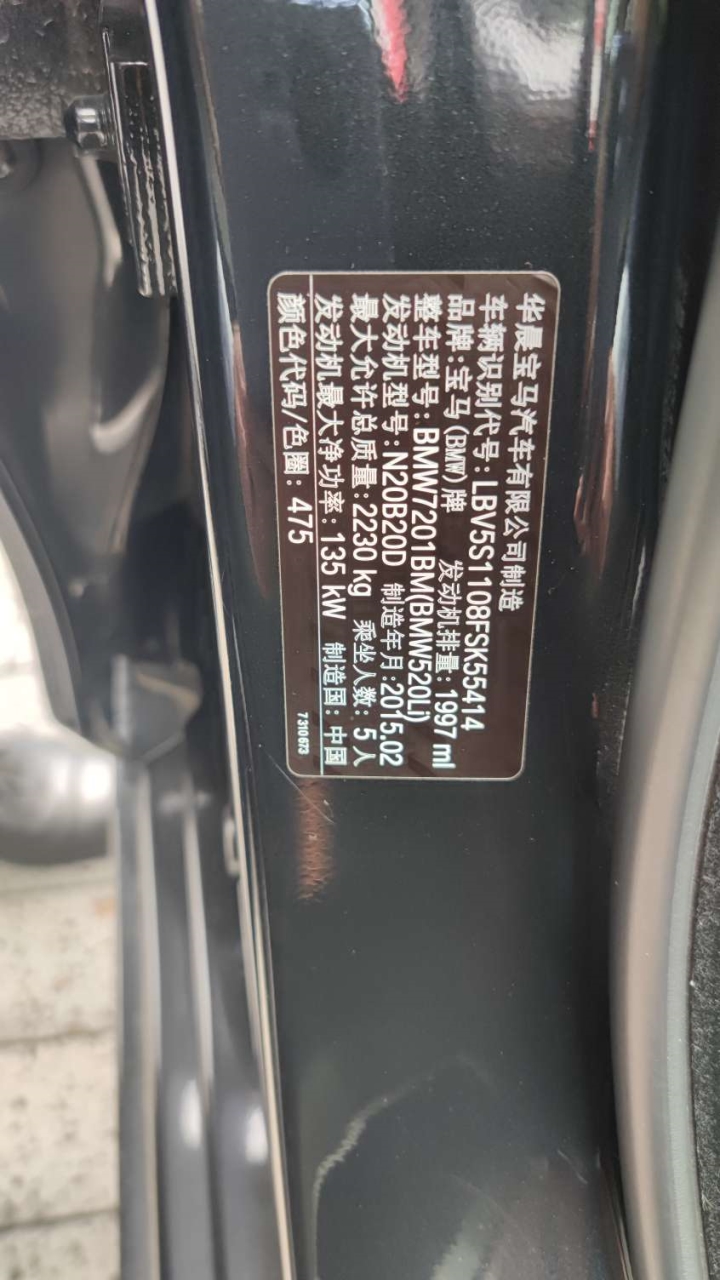 华晨宝马汽车有限公司制造
车辆识别代号: LBV5S1108FSK55414
品牌: 宝马(BMW)牌 发动机排量: 1997 ml
整车型号: BMW7201BM(BMW520Li)
发动机型号: N20B20D 制造年月: 2015.02
最大允许总质量: 2230 kg 乘坐人数: 5 人
发动机最大净功率: 135 kW 制造国: 中国
颜色代码/色圈: 475
7310673